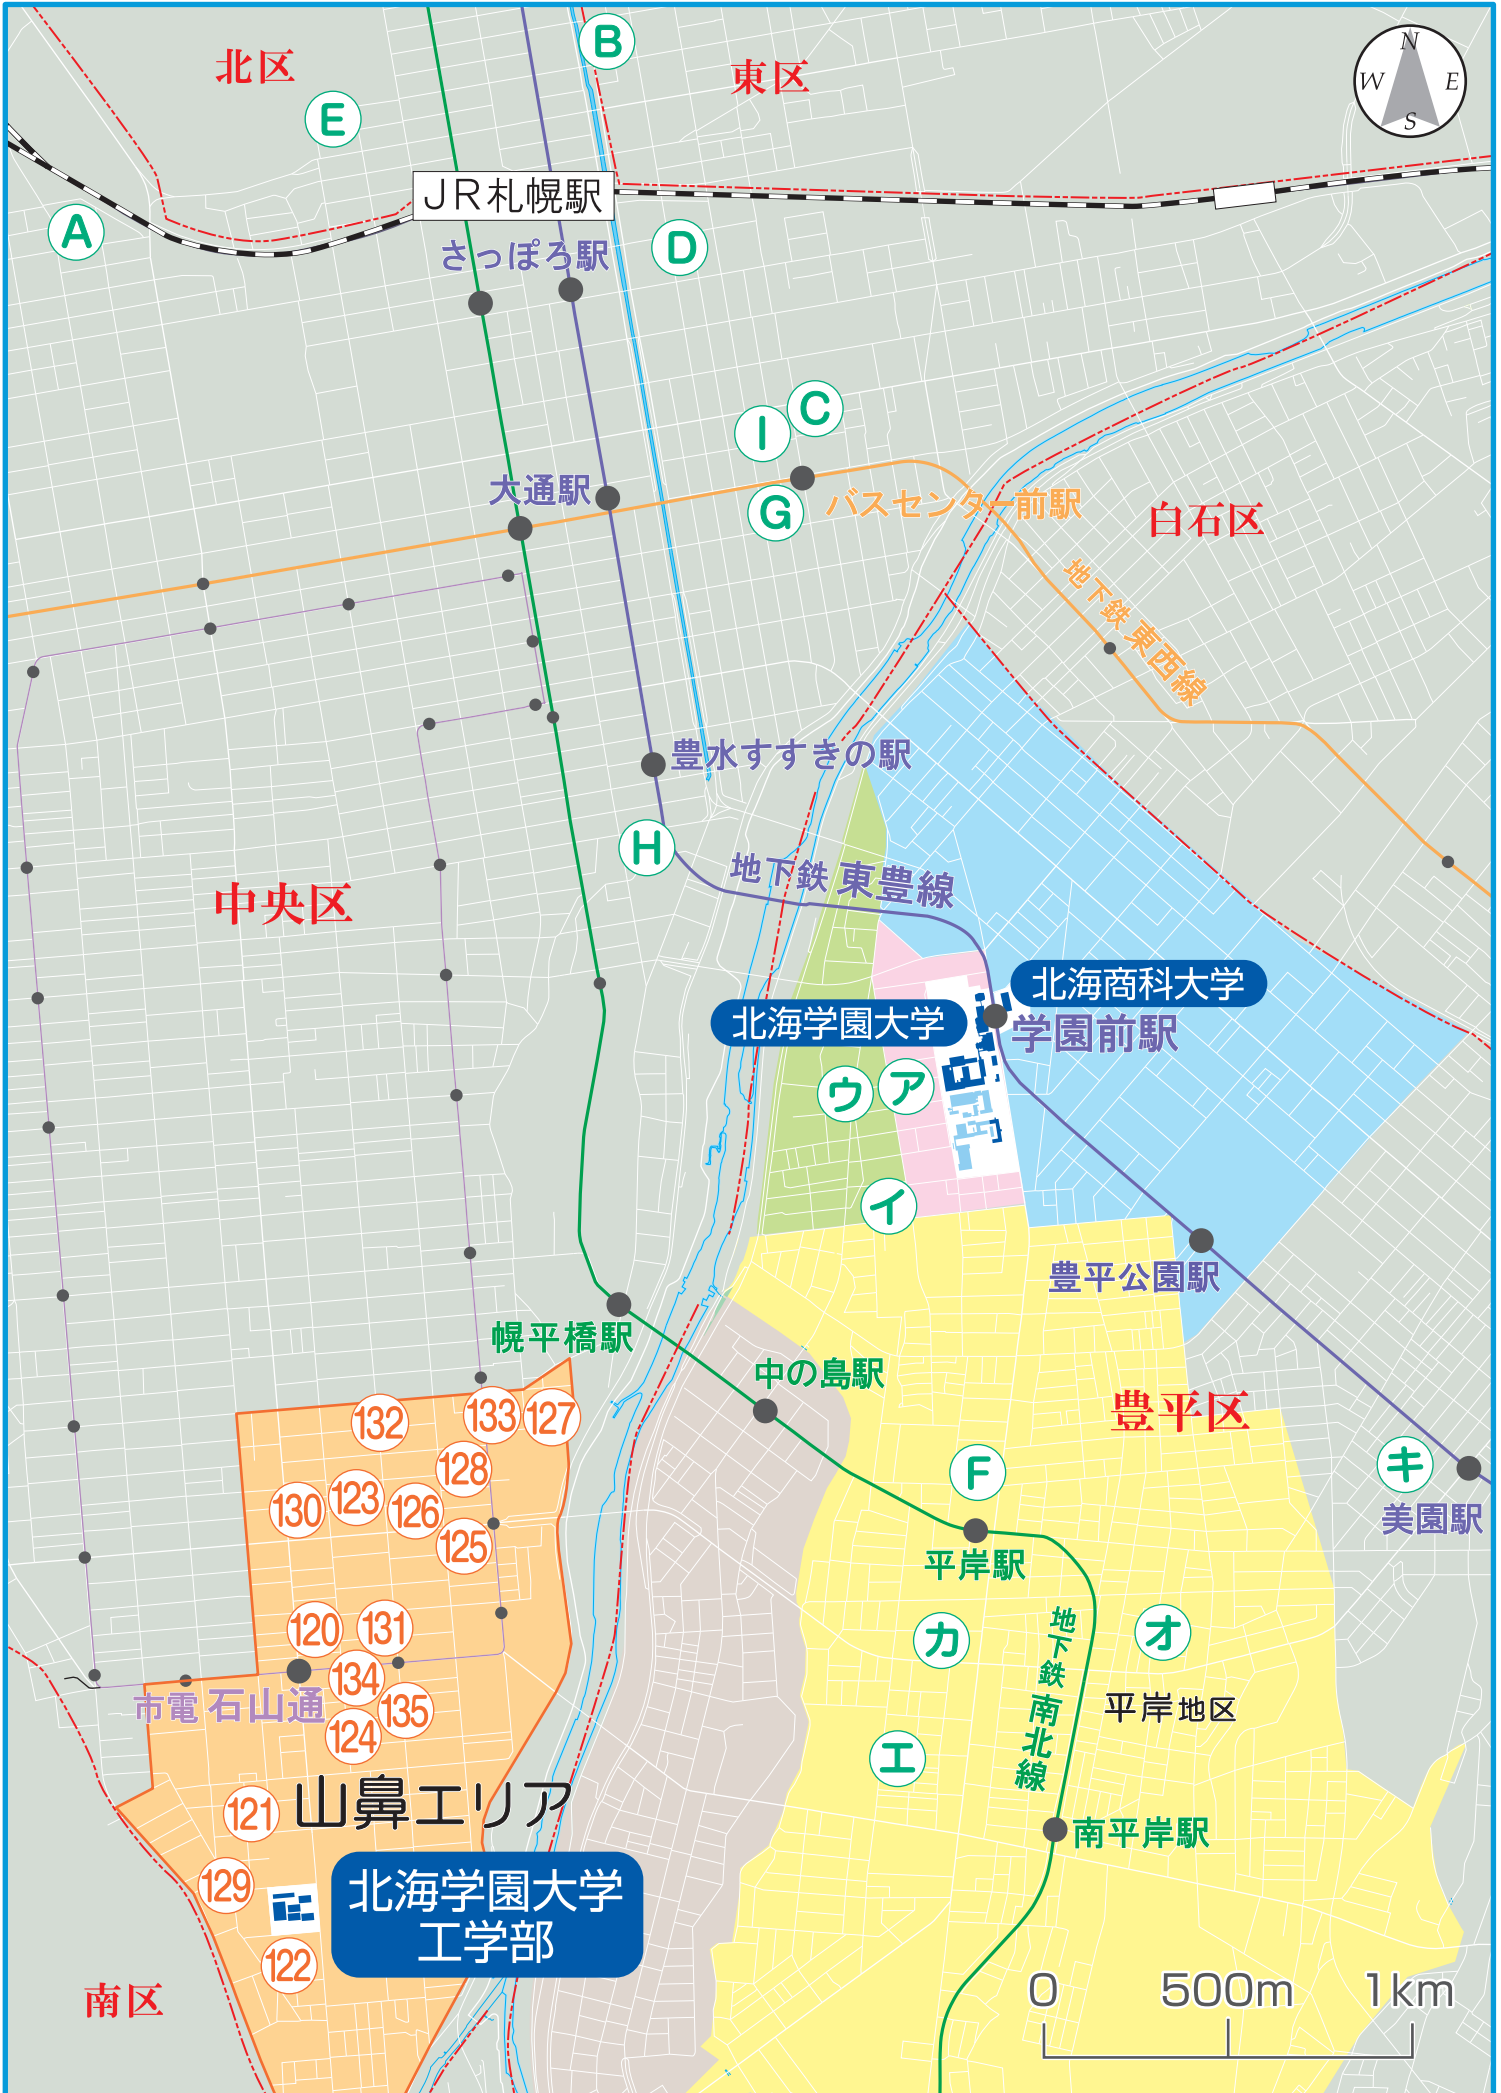 B
北区
東区
N
W
E
S
E
JR札幌駅
A
D
さっぽろ駅
C
I
大通駅
G
バスセンター前駅
白石区
地下鉄 東西線
豊水すすきの駅
H
地下鉄 東豊線
中央区
北海商科大学
北海学園大学
学園前駅
ウ
ア
イ
豊平公園駅
幌平橋駅
中の島駅
豊平区
132
133
127
キ
128
F
130
123
126
美園駅
125
平岸駅
120
131
カ
地下鉄 南北線
オ
134
市電 石山通
135
平岸地区
124
エ
121
山鼻エリア
南平岸駅
129
北海学園大学
工学部
122
南区
0
500m
1km